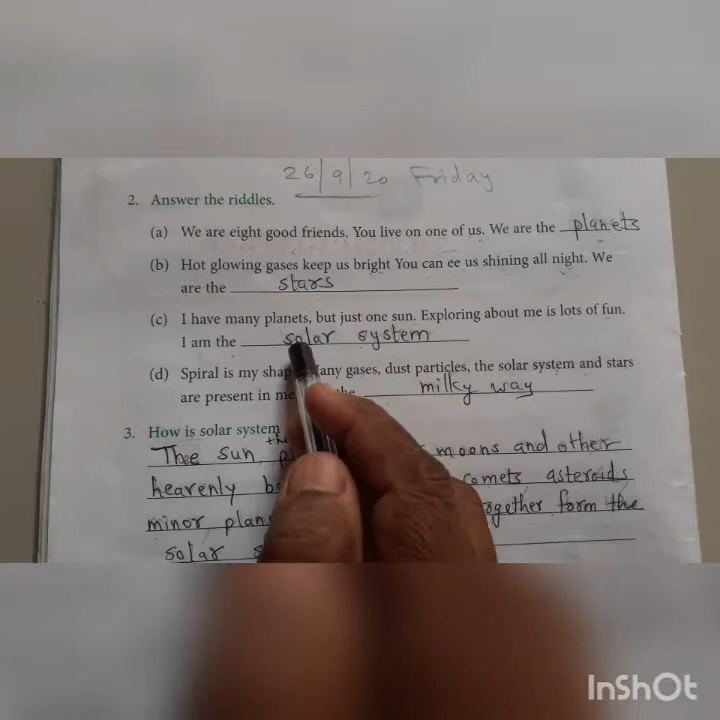 26/9/20 Friday
2. Answer the riddles.
(a) We are eight good friends. You live on one of us. We are the planets
(b) Hot glowing gases keep us bright You can ee us shining all night. We
are the stars
(c) I have many planets, but just one sun. Exploring about me is lots of fun.
I am the solar system
(d) Spiral is my many gases, dust particles, the solar system and stars
are present in me milky way
3. How is solar system
the
The sun moons and other
heavenly comets asteroids
minor together form the
solar
InShOt